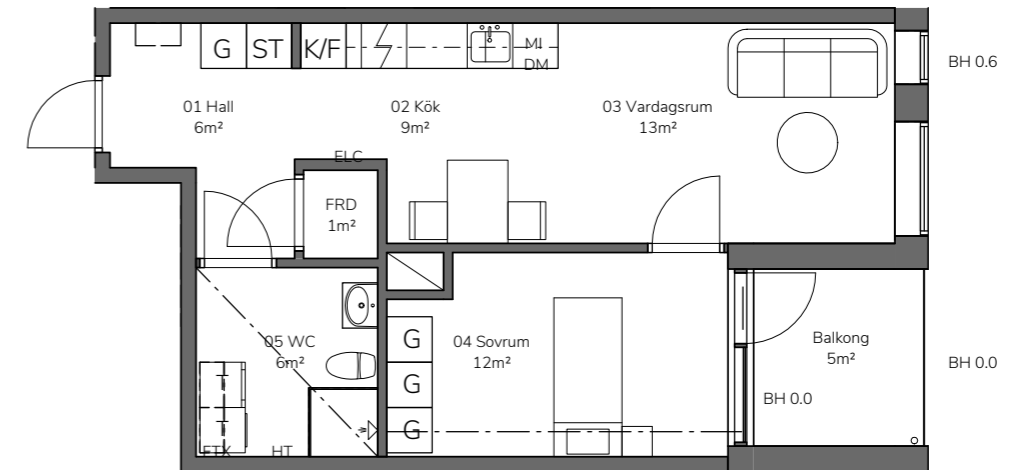 G ST K/F MI
DM
BH 0.6
01 Hall
6m²
02 Kök
9m²
03 Vardagsrum
13m²
ELC
FRD
1m²
05 WC
6m²
G
G
G
04 Sovrum
12m²
Balkong
5m²
BH 0.0
BH 0.0
FTX
HT